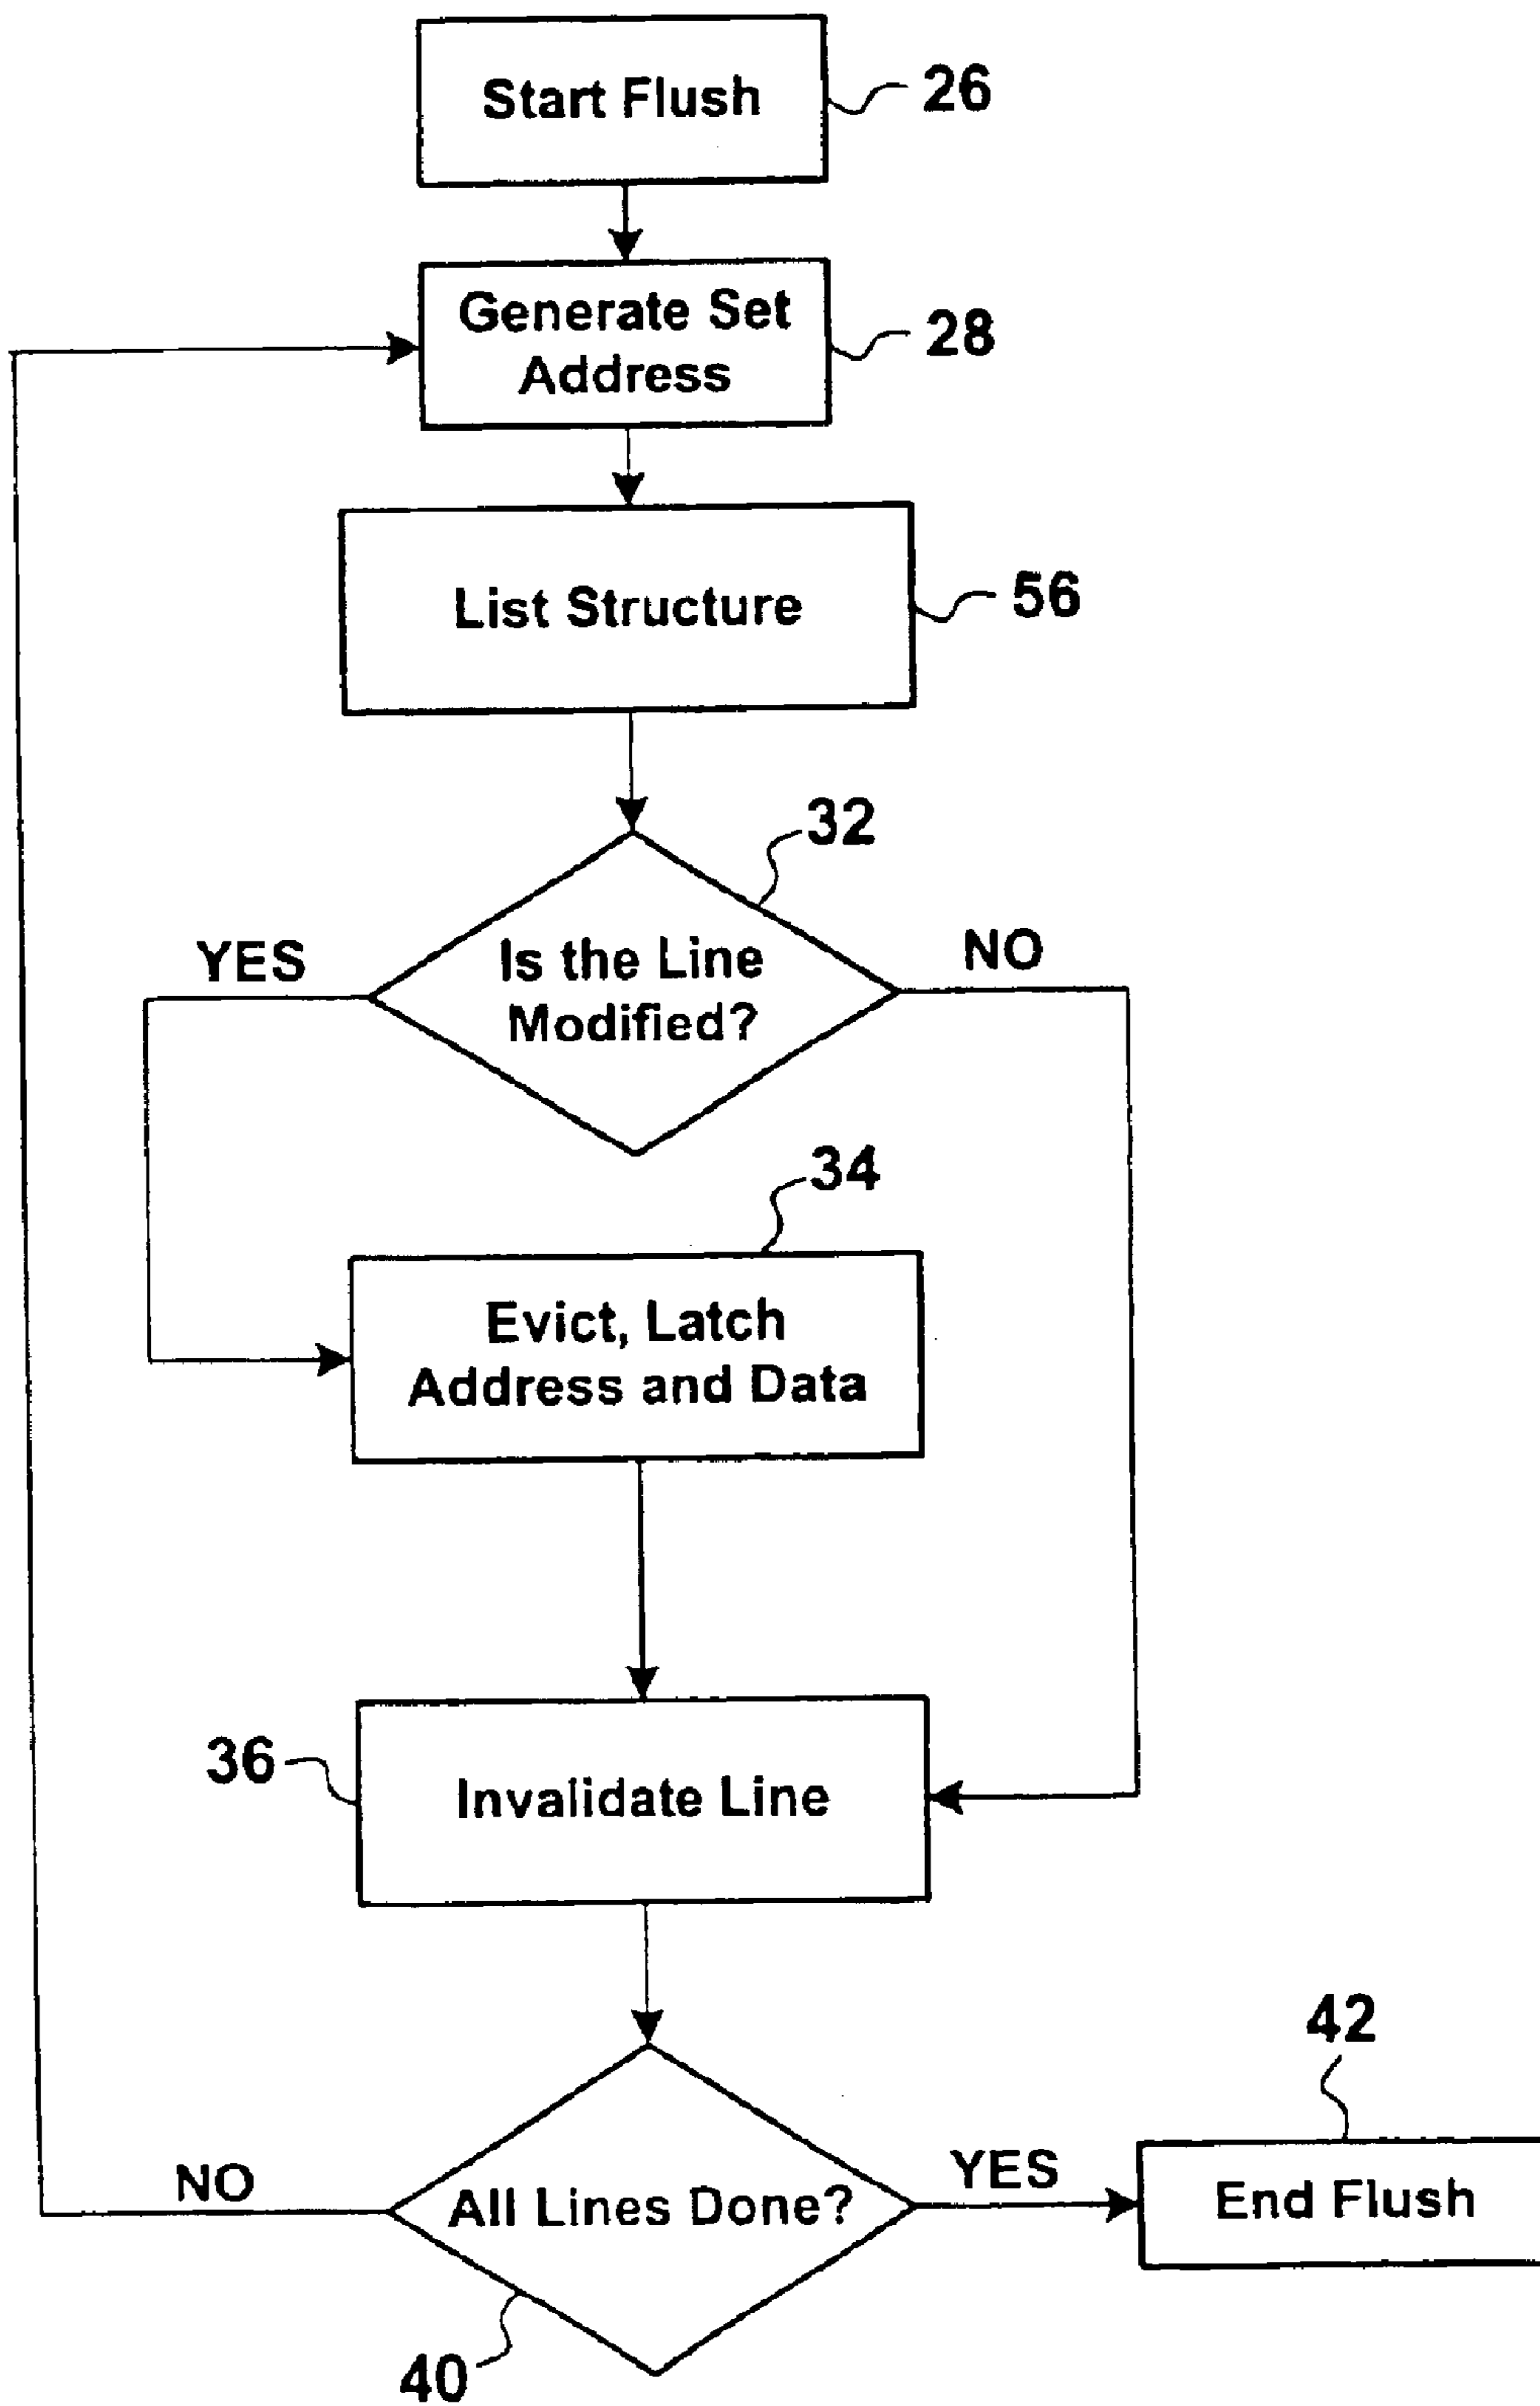 Start Flush
26
Generate Set
Address
28
List Structure
56
32
Is the Line
Modified?
YES
NO
34
Evict, Latch
Address and Data
36
Invalidate Line
All Lines Done?
NO
YES
42
End Flush
40